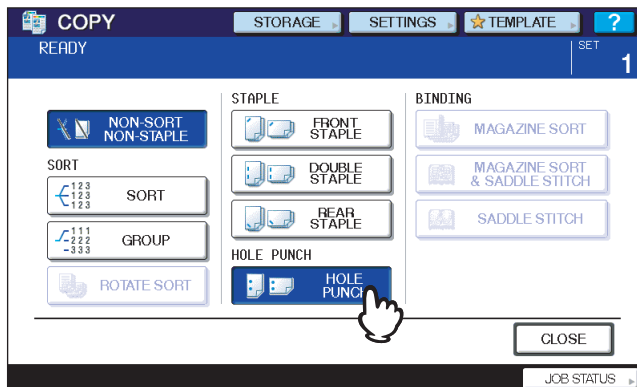 COPY
STORAGE
SETTINGS
TEMPLATE
?
READY
SET
1
NON-SORT
NON-STAPLE
SORT
123
123
123
SORT
111
222
333
GROUP
ROTATE SORT
STAPLE
FRONT
STAPLE
DOUBLE
STAPLE
REAR
STAPLE
HOLE PUNCH
HOLE
PUNCH
BINDING
MAGAZINE SORT
MAGAZINE SORT
& SADDLE STITCH
SADDLE STITCH
CLOSE
JOB STATUS